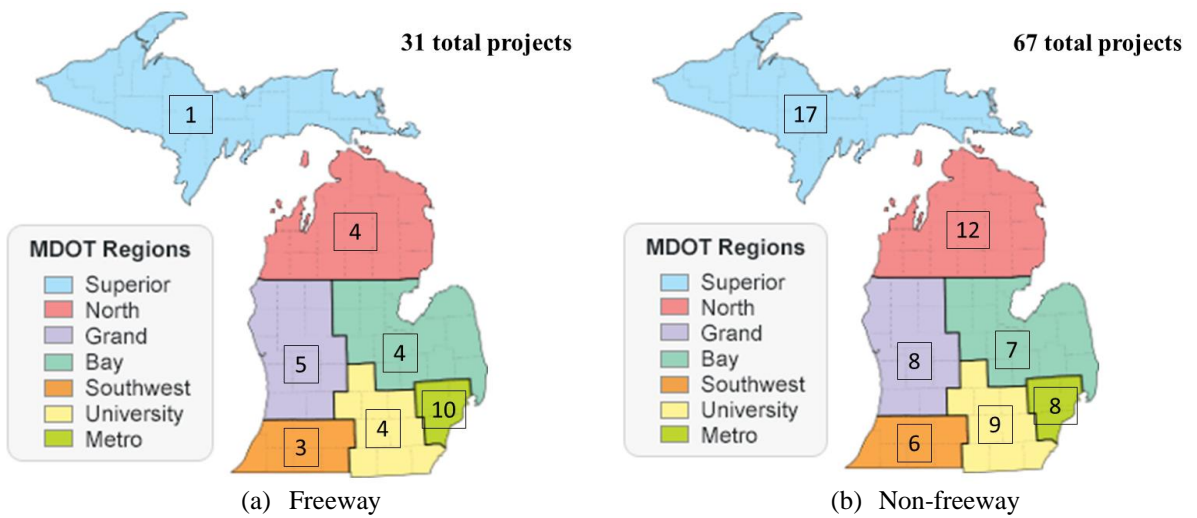 31 total projects
1
4
MDOT Regions
Superior
North
Grand
Bay
Southwest
University
Metro
5
4
10
3
4
(a) Freeway
67 total projects
17
12
MDOT Regions
Superior
North
Grand
Bay
Southwest
University
Metro
8
7
8
9
6
(b) Non-freeway